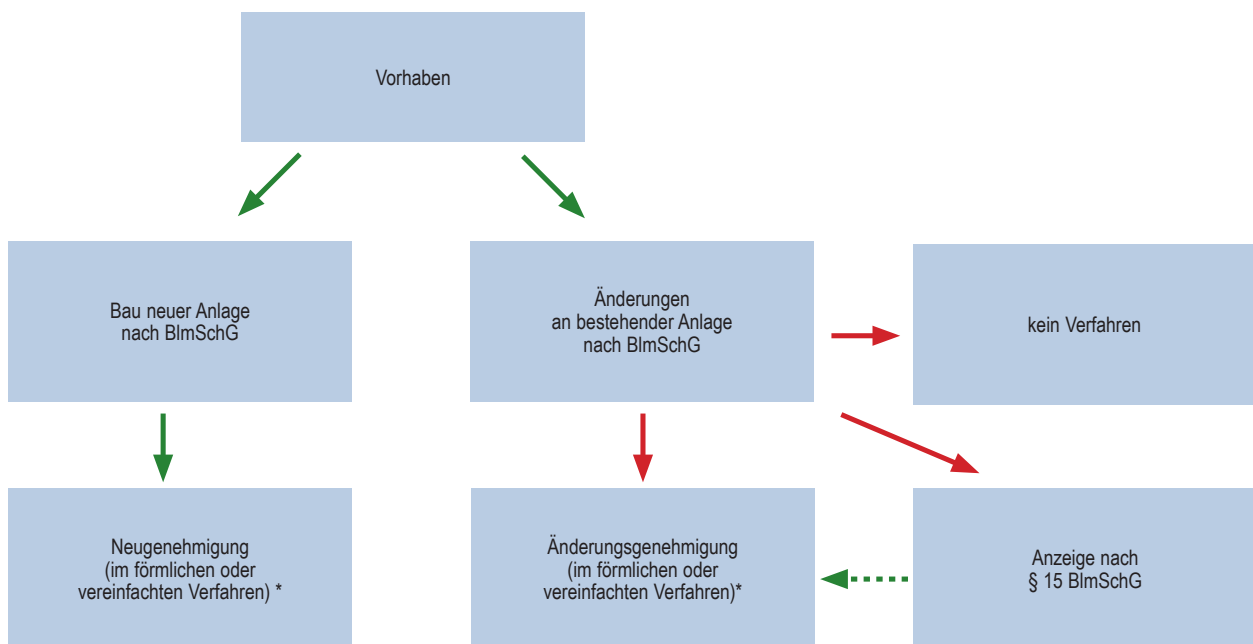 Vorhaben
Bau neuer Anlage
nach BImSchG
Änderungen
an bestehender Anlage
nach BImSchG
kein Verfahren
Neugenehmigung
(im förmlichen oder
vereinfachten Verfahren) *
Änderungsgenehmigung
(im förmlichen oder
vereinfachten Verfahren)*
Anzeige nach
§ 15 BImSchG